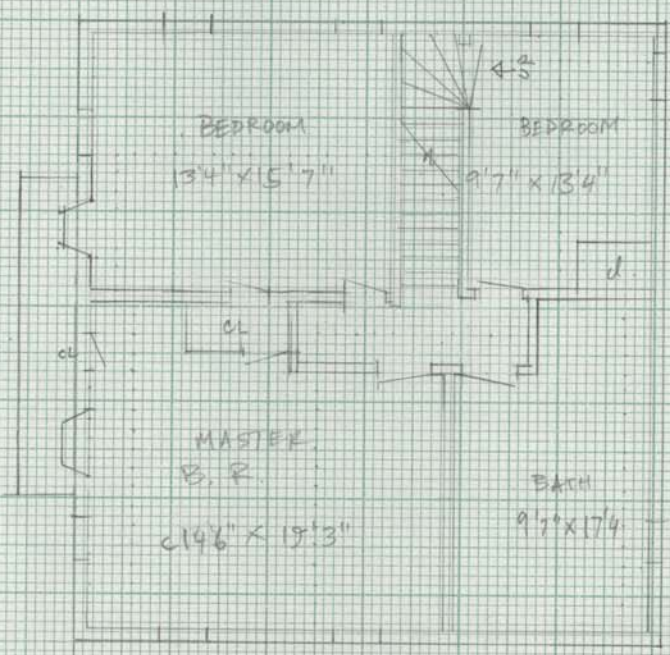 BEDROOM
13'4" X 15'7"
BEDROOM
9'7" X 13'4"
CL
cl
d
MASTER
B. R.
c14'6" X 19'3"
BATH
9'7" X 17'4